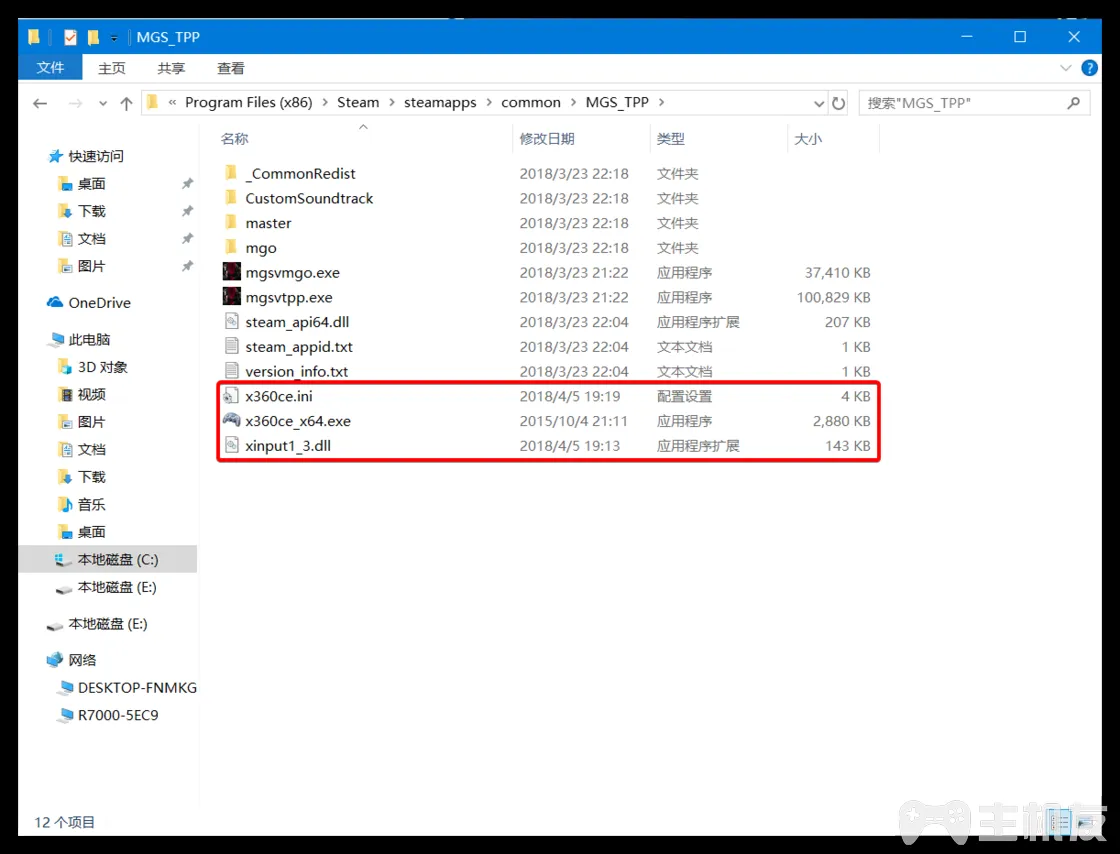 MGS_TPP
文件 主页 共享 查看
« Program Files (x86) > Steam > steamapps > common > MGS_TPP > 搜索"MGS_TPP"
名称 修改日期 类型 大小
快速访问
桌面
下载
文档
图片
OneDrive
此电脑
3D 对象
视频
图片
文档
下载
音乐
桌面
本地磁盘 (C:)
本地磁盘 (E:)
本地磁盘 (E:)
网络
DESKTOP-FNMKG
R7000-5EC9
_CommonRedist 2018/3/23 22:18 文件夹
CustomSoundtrack 2018/3/23 22:18 文件夹
master 2018/3/23 22:18 文件夹
mgo 2018/3/23 22:18 文件夹
mgsvmgo.exe 2018/3/23 21:22 应用程序 37,410 KB
mgsvtpp.exe 2018/3/23 21:22 应用程序 100,829 KB
steam_api64.dll 2018/3/23 22:04 应用程序扩展 207 KB
steam_appid.txt 2018/3/23 22:04 文本文档 1 KB
version_info.txt 2018/3/23 22:04 文本文档 1 KB
x360ce.ini 2018/4/5 19:19 配置设置 4 KB
x360ce_x64.exe 2015/10/4 21:11 应用程序 2,880 KB
xinput1_3.dll 2018/4/5 19:13 应用程序扩展 143 KB
12 个项目
主机友